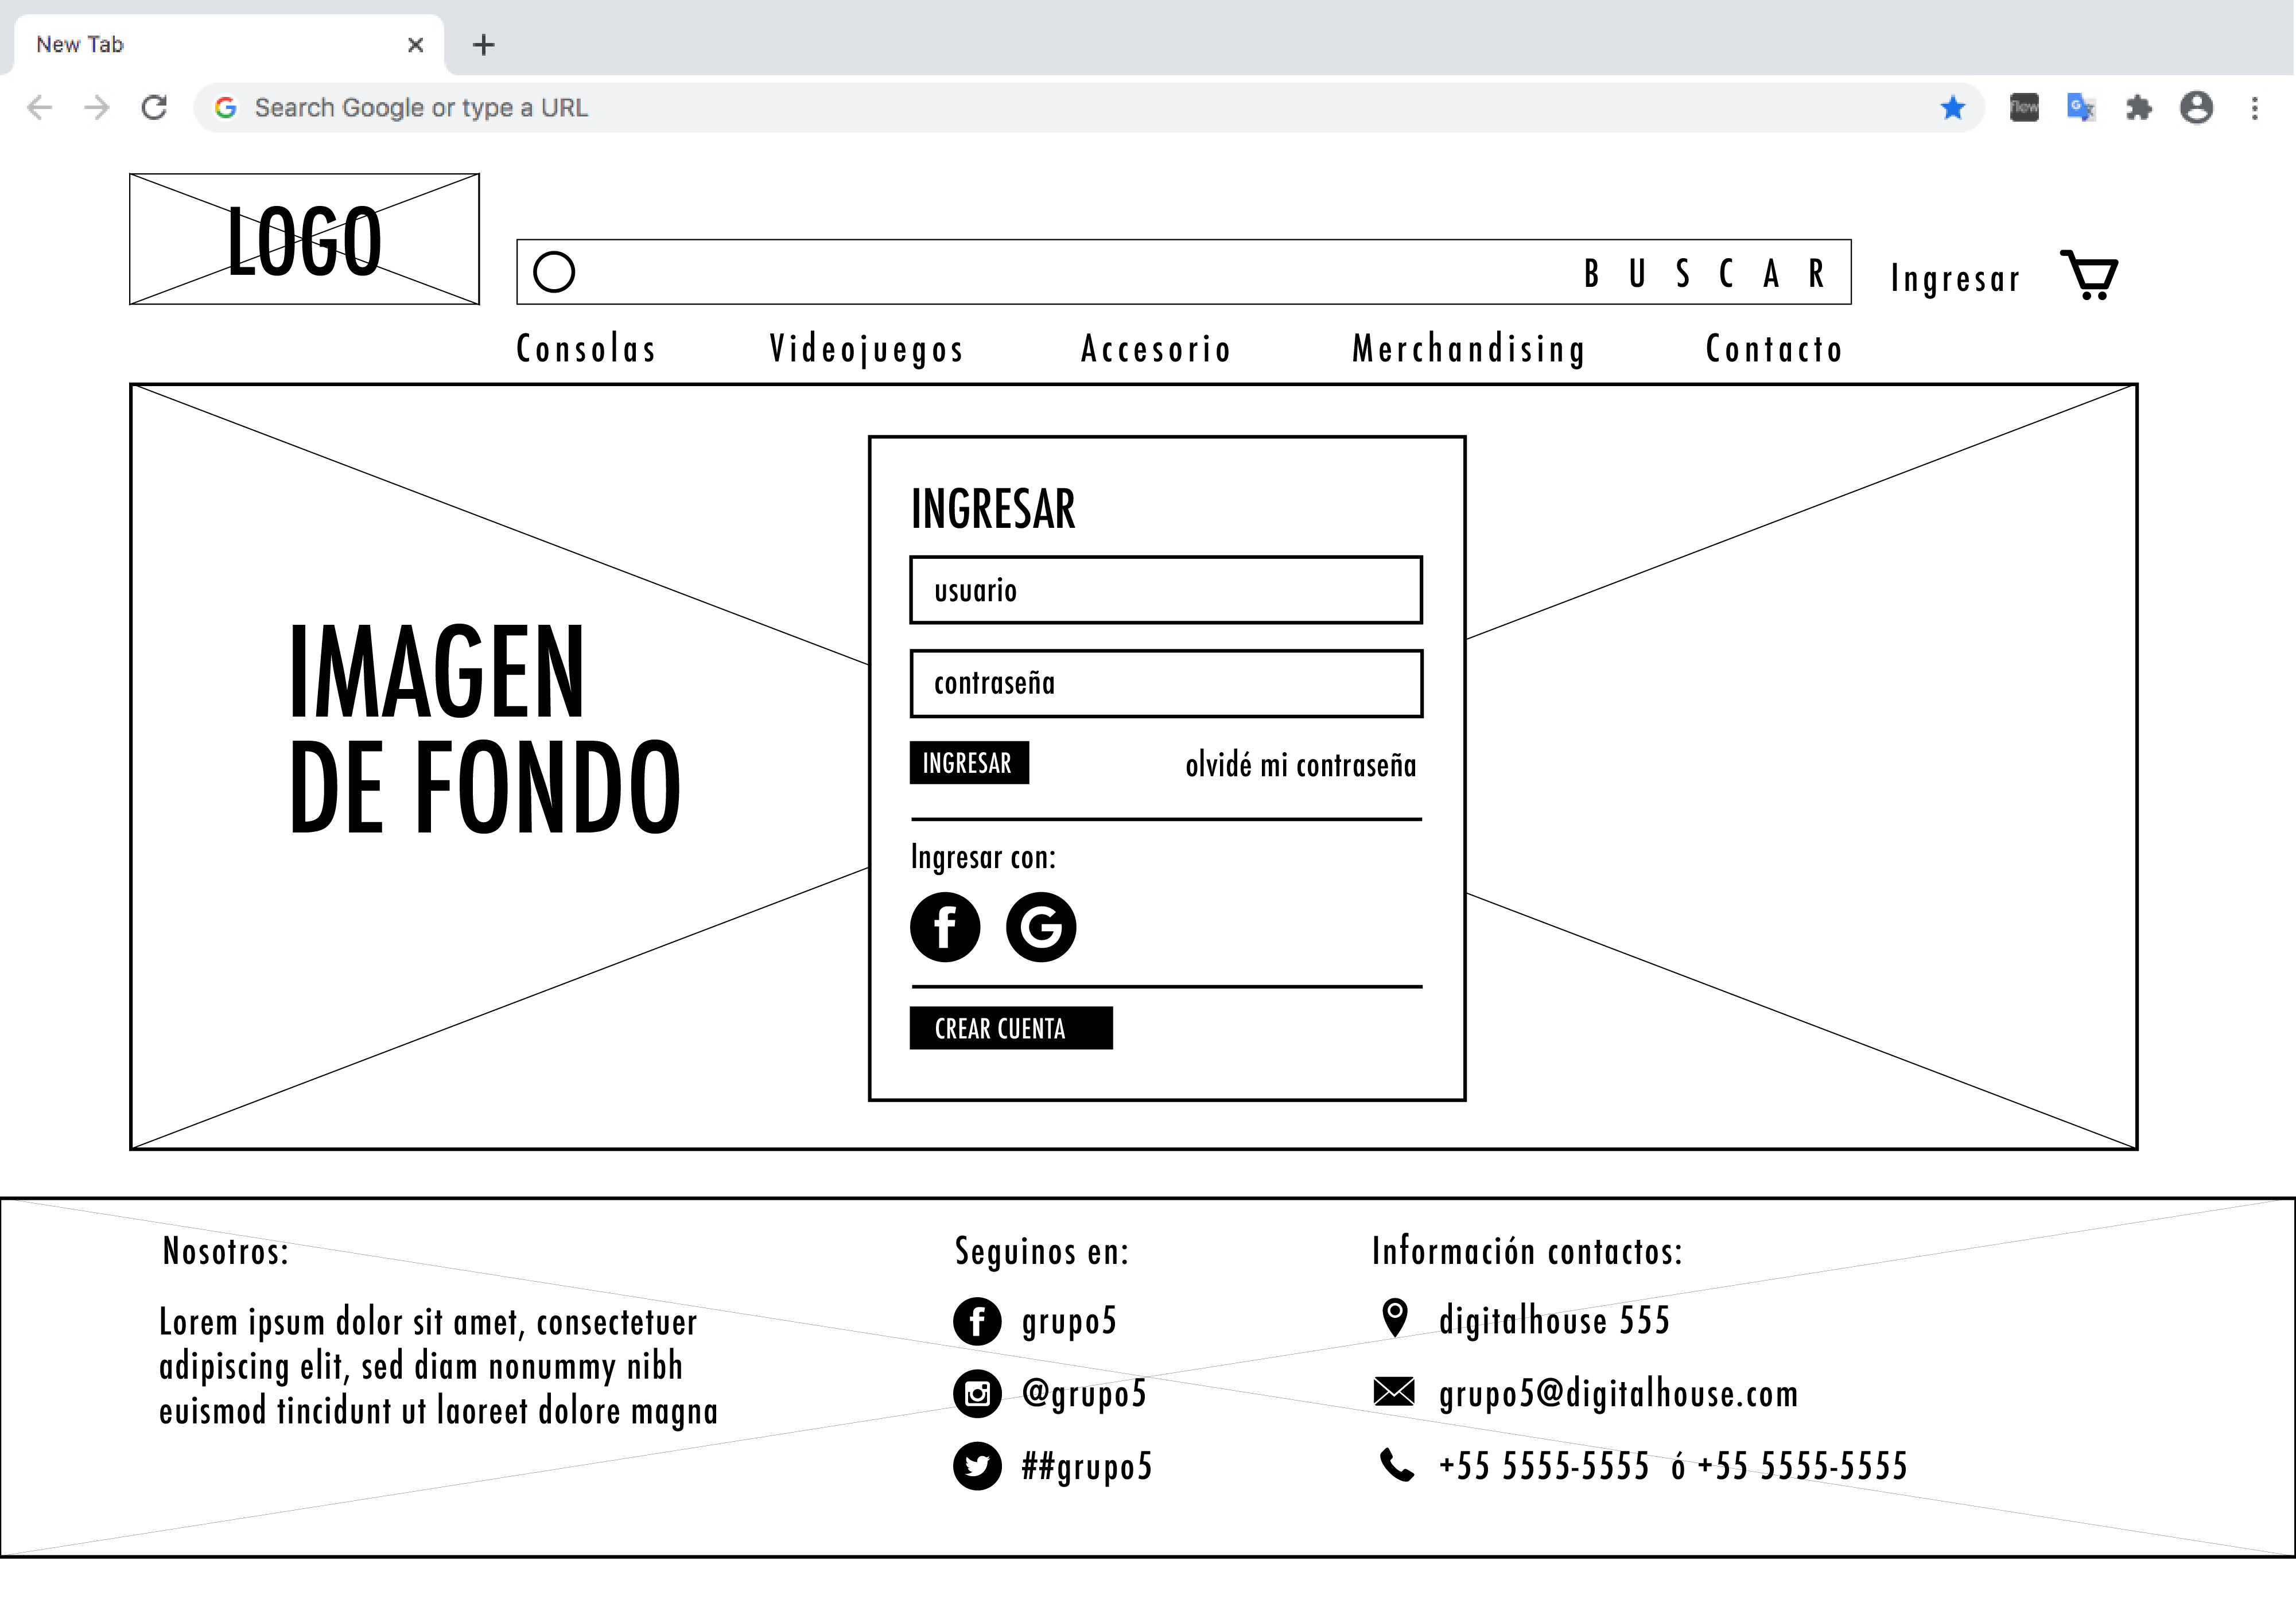 New Tab
Search Google or type a URL
flow
LOGO
BUSCAR
Ingresar
Consolas Videojuegos Accesorio Merchandising Contacto
IMAGEN
DE FONDO
INGRESAR
usuario
contraseña
INGRESAR olvidé mi contraseña
Ingresar con:
CREAR CUENTA
Nosotros:
Lorem ipsum dolor sit amet, consectetuer
adipiscing elit, sed diam nonummy nibh
euismod tincidunt ut laoreet dolore magna
Seguinos en:
grupo5
@grupo5
##grupo5
Información contactos:
digitalhouse 555
grupo5@digitalhouse.com
+55 5555-5555 ó +55 5555-5555